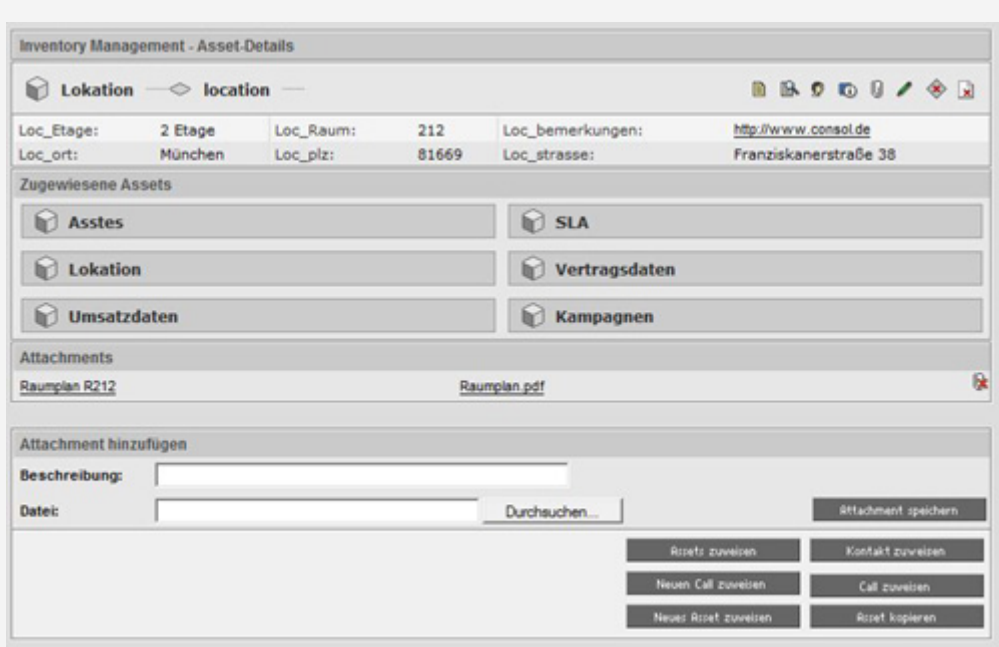 Inventory Management - Asset-Details
Lokation location
Loc_Etage: 2 Etage Loc_Raum: 212 Loc_bemerkungen: http://www.consol.de
Loc_ort: München Loc_plz: 81669 Loc_strasse: Franziskanerstraße 38
Zugewiesene Assets
Asstes SLA
Lokation Vertragsdaten
Umsatzdaten Kampagnen
Attachments
Raumplan R212 Raumplan.pdf
Attachment hinzufügen
Beschreibung:
Datei: Durchsuchen... Attachment speichern
Assets zuweisen Kontakt zuweisen
Neuen Call zuweisen Call zuweisen
Neues Asset zuweisen Asset kopieren